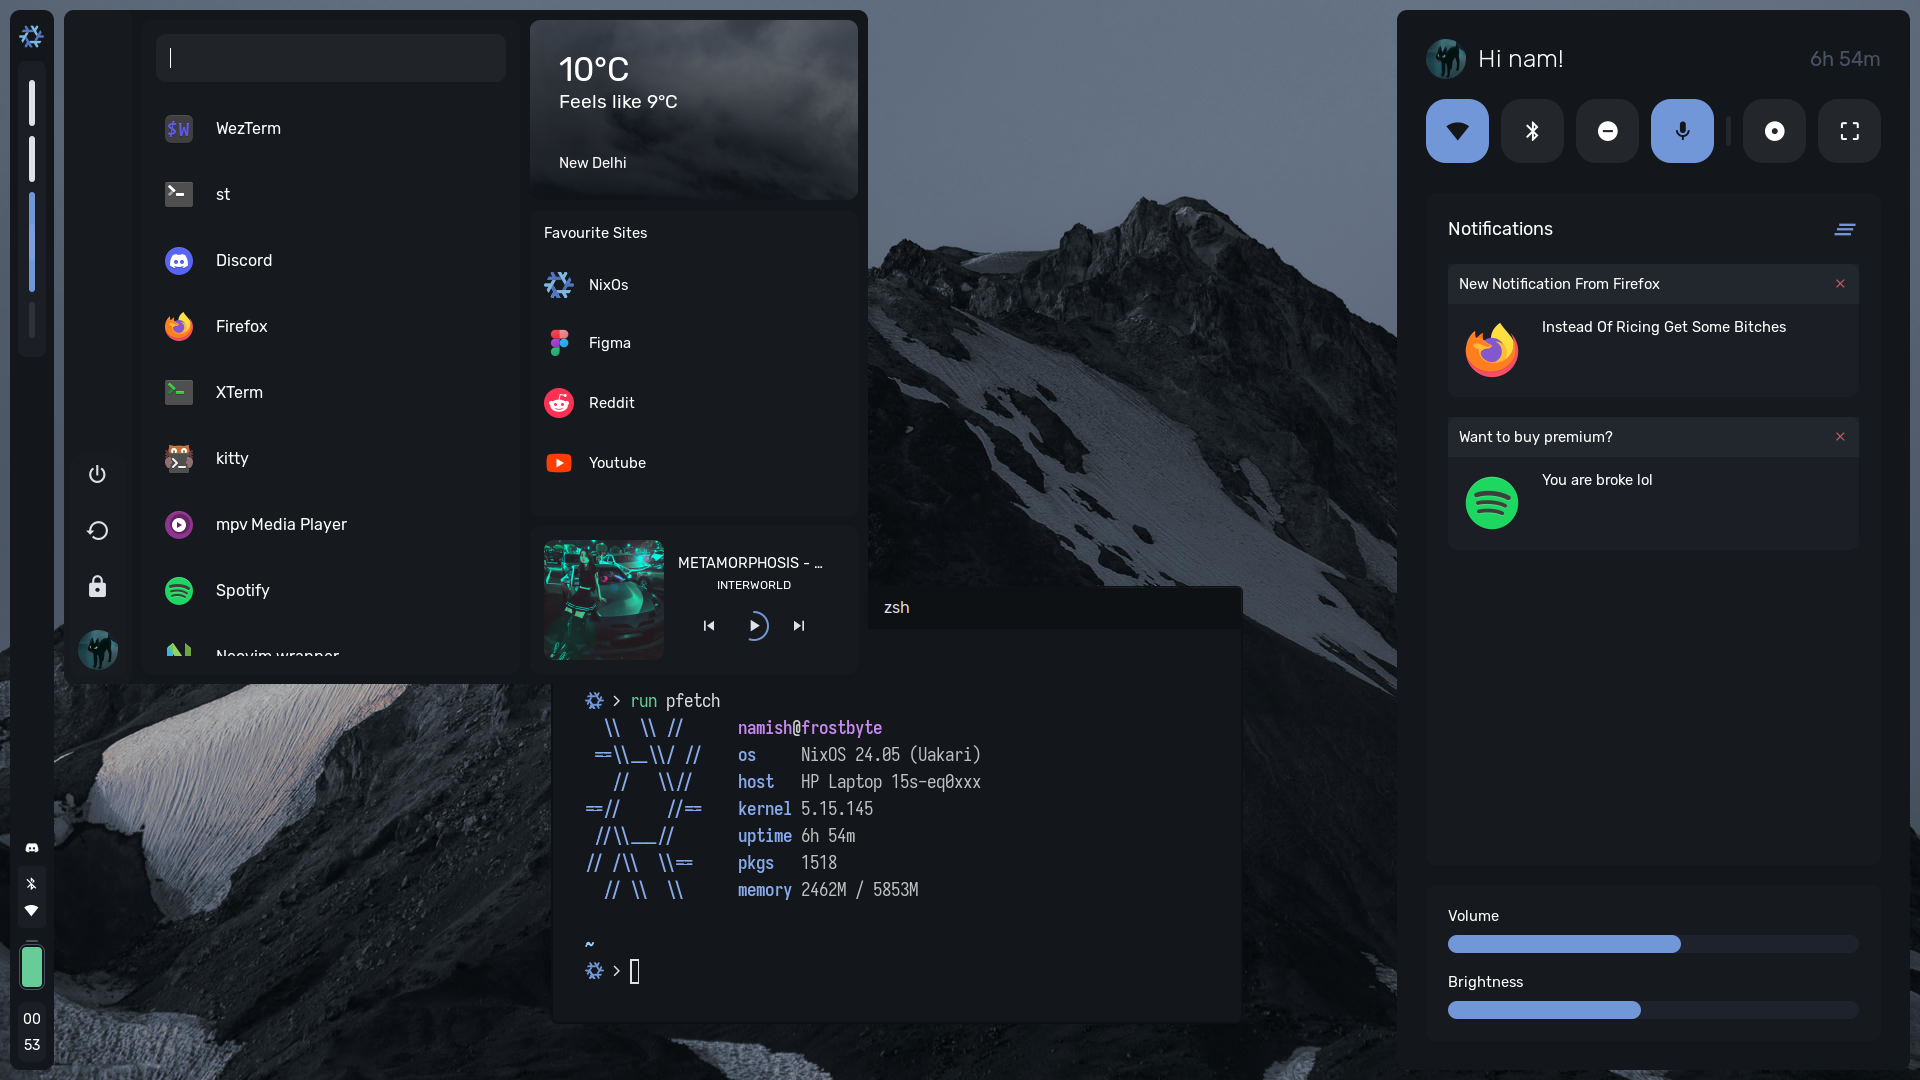 $W WezTerm
st
Discord
Firefox
XTerm
kitty
mpv Media Player
Spotify
Neovim wrapper
10°C
Feels like 9°C
New Delhi
Favourite Sites
NixOs
Figma
Reddit
Youtube
METAMORPHOSIS - ...
INTERWORLD
00
53
zsh
> run pfetch
  \\  \\ //     namish@frostbyte
 ==\\__\\/ //   os     NixOS 24.05 (Uakari)
   //   \\//    host   HP Laptop 15s-eq0xxx
==//     //==   kernel 5.15.145
 //\\___//      uptime 6h 54m
// /\\  \\==    pkgs   1518
  // \\  \\     memory 2462M / 5853M
~
>
Hi nam!
6h 54m
Notifications
New Notification From Firefox
Instead Of Ricing Get Some Bitches
Want to buy premium?
You are broke lol
Volume
Brightness